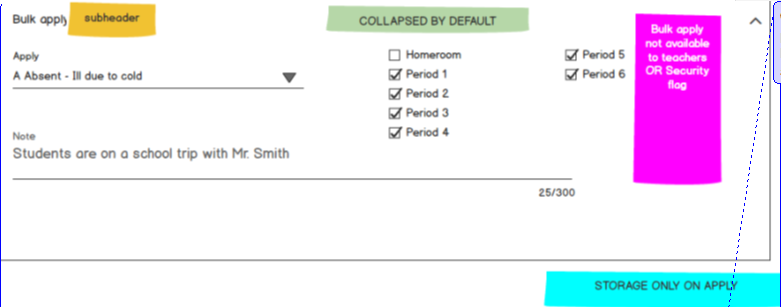 Bulk apply
subheader
COLLAPSED BY DEFAULT
Apply
A Absent - Ill due to cold
Homeroom
Period 1
Period 2
Period 3
Period 4
Period 5
Period 6
Bulk apply
not available
to teachers
OR Security
flag
Note
Students are on a school trip with Mr. Smith
25/300
STORAGE ONLY ON APPLY